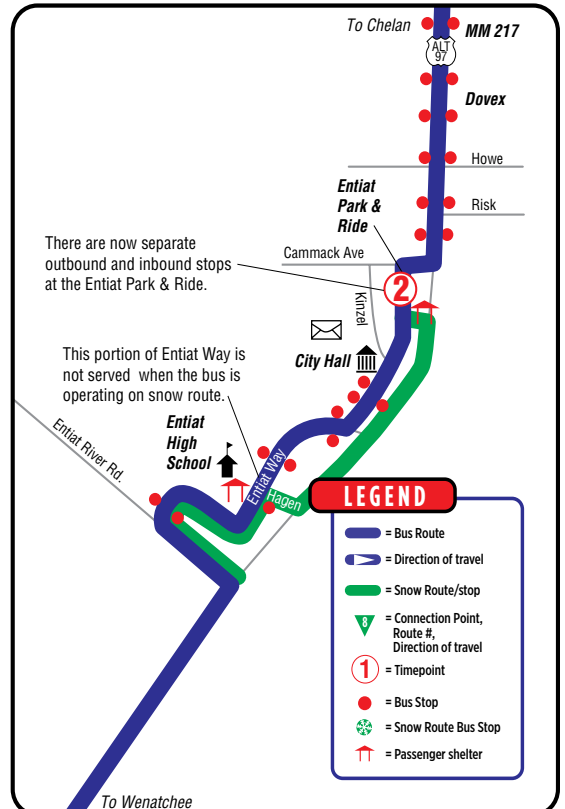 To Chelan
MM 217
ALT
97
Dovex
Howe
Entiat
Park &
Ride
Risk
There are now separate
outbound and inbound stops
at the Entiat Park & Ride.
Cammack Ave
2
Kinzel
City Hall
This portion of Entiat Way is
not served when the bus is
operating on snow route.
Entiat
High
School
Entiat River Rd.
Entiat Way
Hagen
LEGEND
= Bus Route
= Direction of travel
= Snow Route/stop
8
= Connection Point,
Route #,
Direction of travel
1
= Timepoint
= Bus Stop
= Snow Route Bus Stop
= Passenger shelter
To Wenatchee